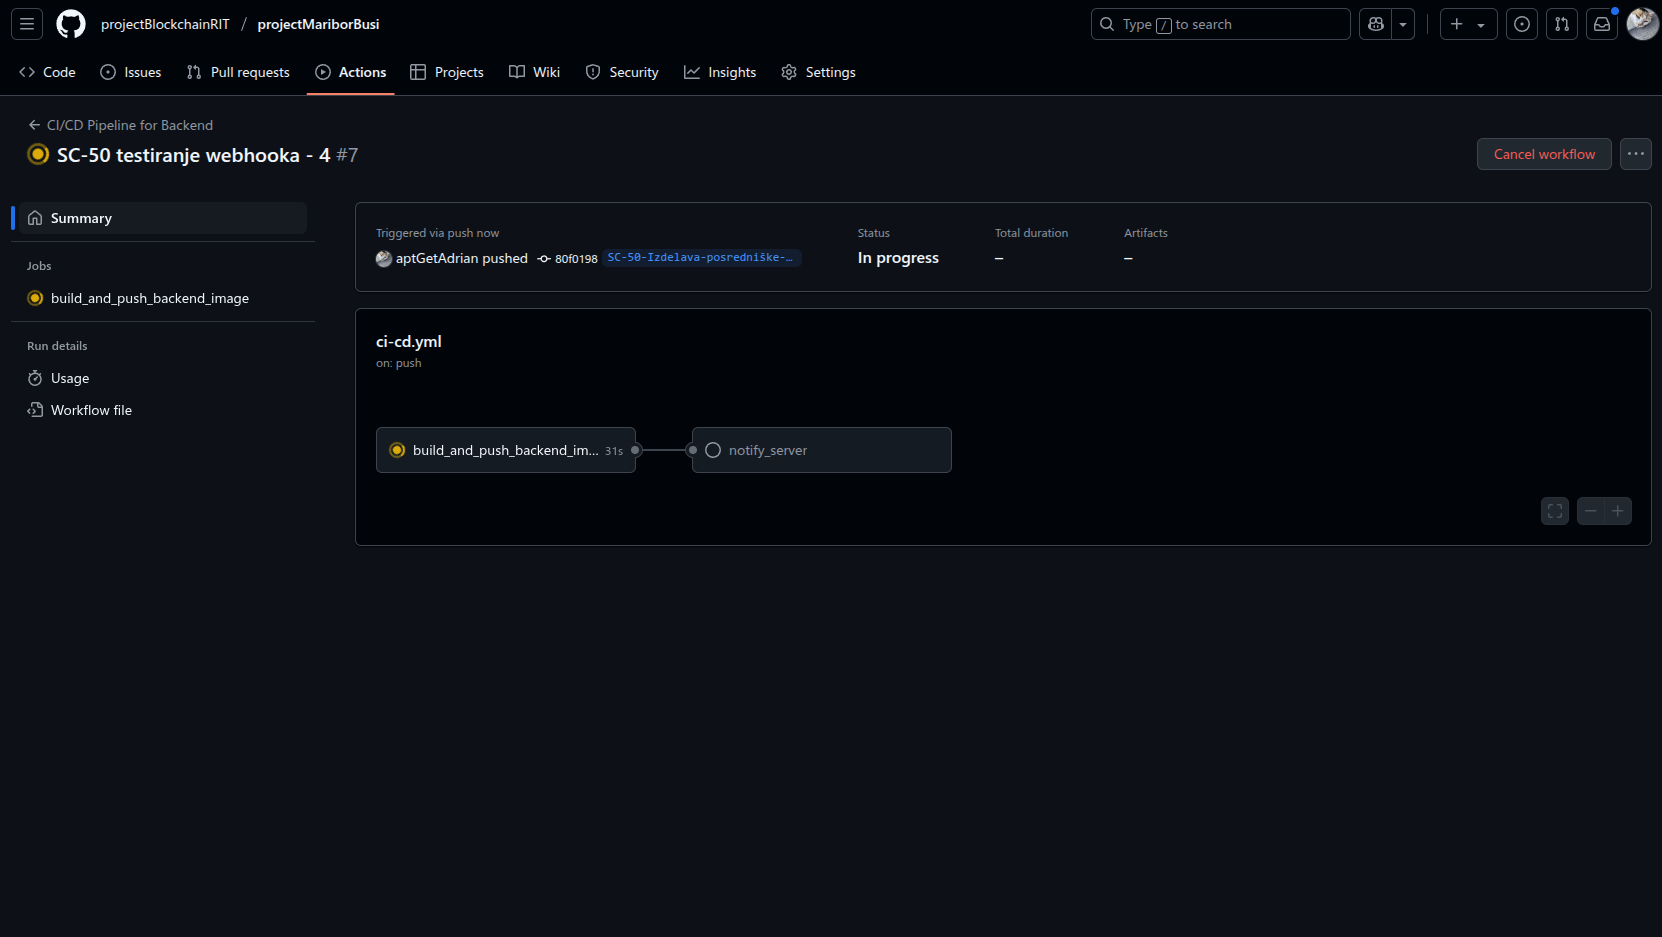 projectBlockchainRIT / projectMariborBusi
Type / to search
Code
Issues
Pull requests
Actions
Projects
Wiki
Security
Insights
Settings
CI/CD Pipeline for Backend
SC-50 testiranje webhooka - 4 #7
Cancel workflow
Summary
Jobs
build_and_push_backend_image
Run details
Usage
Workflow file
Triggered via push now
aptGetAdrian pushed 80f0198 SC-50-Izdelava-posredniške-…
Status
In progress
Total duration
–
Artifacts
–
ci-cd.yml
on: push
build_and_push_backend_im... 31s
notify_server